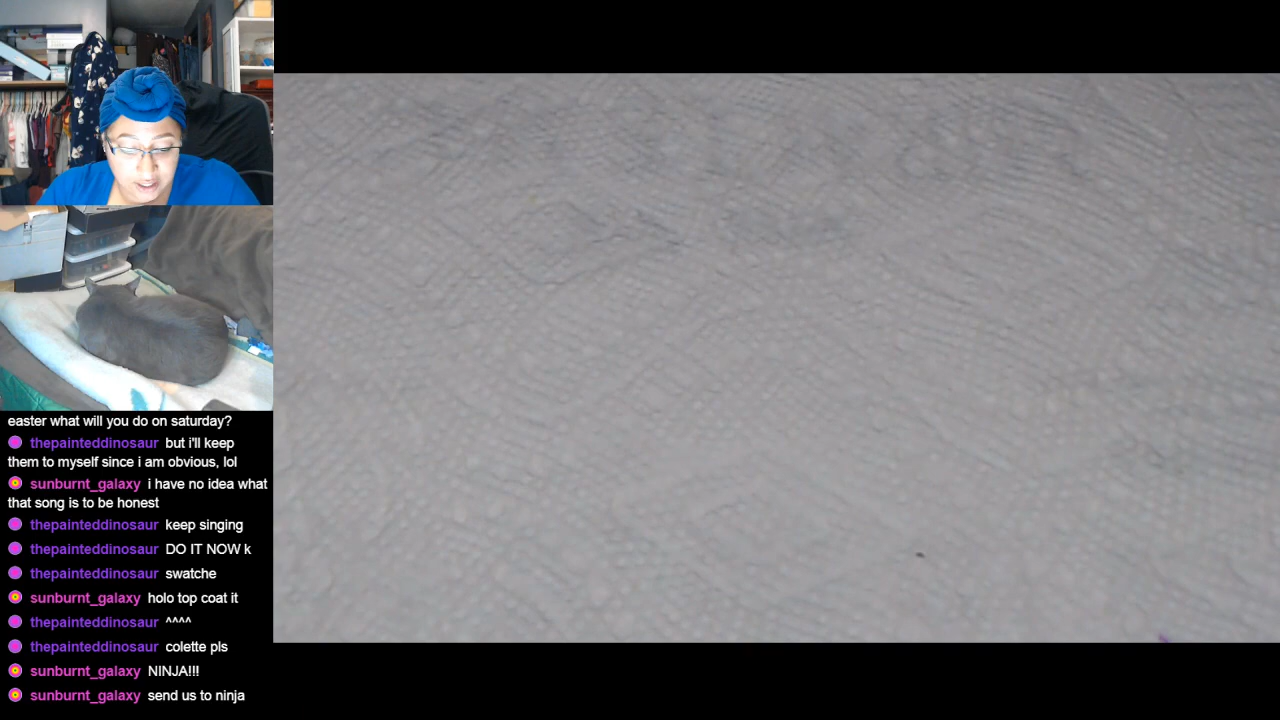 easter what will you do on saturday?
thepainteddinosaur but i'll keep
them to myself since i am obvious, lol
sunburnt_galaxy i have no idea what
that song is to be honest
thepainteddinosaur keep singing
thepainteddinosaur DO IT NOW k
thepainteddinosaur swatche
sunburnt_galaxy holo top coat it
thepainteddinosaur ^^^^
thepainteddinosaur colette pls
sunburnt_galaxy NINJA!!!
sunburnt_galaxy send us to ninja